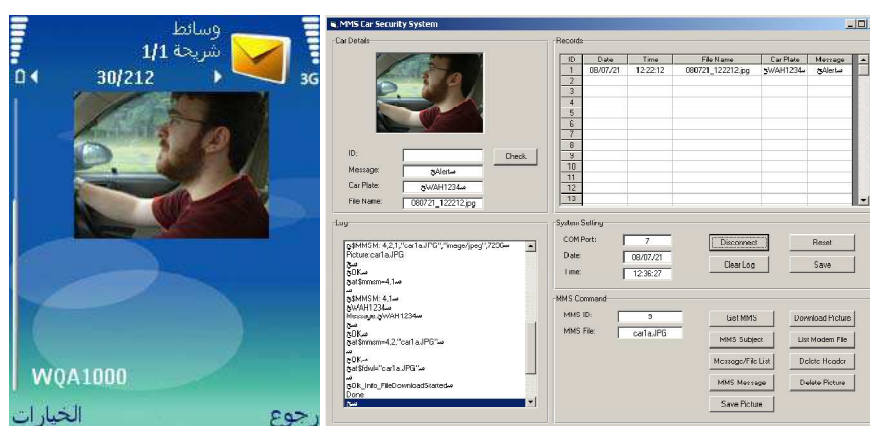 وسائط
شريحة 1/1
30/212
3G
WQA1000
الخيارات
رجوع
MMS Car Security System
Car Details
ID:
Check
Message:
Alert
Car Plate:
WAH1234
File Name:
080721_122212.jpg
Records
ID Date Time File Name Car Plate Message
1 08/07/21 12:22:12 080721_122212.jpg WAH1234 Alert
2
3
4
5
6
7
8
9
10
11
12
13
Log
$MMSM: 4,2,1,"car1a.JPG","image/jpeg",7206
Picture:car1a.JPG
OK
at$mmsm=4,1
$MMSM: 4,1
WAH1234
Message:WAH1234
OK
at$mmsm=4,2,"car1a.JPG"
OK
at$fdwl="car1a.JPG"
Ok_Info_FileDownloadStarted
Done
System Setting
COM Port: 7
Disconnect
Reset
Date: 08/07/21
Clear Log
Save
Time: 12:36:27
MMS Command
MMS ID: 9
Get MMS
Download Picture
MMS File: car1a.JPG
MMS Subject
List Modem File
Message/File List
Delete Header
MMS Message
Delete Picture
Save Picture